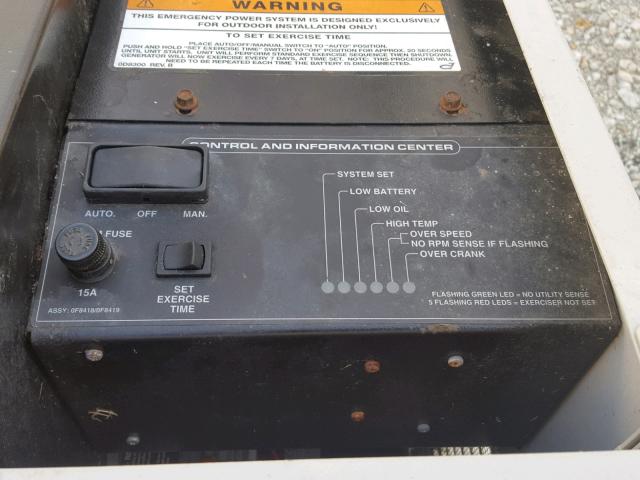 WARNING
THIS EMERGENCY POWER SYSTEM IS DESIGNED EXCLUSIVELY
FOR OUTDOOR INSTALLATION ONLY!
TO SET EXERCISE TIME
PLACE AUTO/OFF/MANUAL SWITCH TO "AUTO" POSITION.
PUSH AND HOLD "SET EXERCISE TIME" SWITCH TO "ON" POSITION FOR APPROX. 20 SECONDS
UNTIL UNIT STARTS. UNIT WILL PERFORM STANDARD EXERCISE SEQUENCE THEN SHUTDOWN.
GENERATOR WILL NOW EXERCISE EVERY 7 DAYS, AT TIME SET. NOTE: THIS PROCEDURE WILL
NEED TO BE REPEATED EACH TIME THE BATTERY IS DISCONNECTED.
0D9300 REV. B
CONTROL AND INFORMATION CENTER
SYSTEM SET
LOW BATTERY
LOW OIL
HIGH TEMP
OVER SPEED
NO RPM SENSE IF FLASHING
OVER CRANK
AUTO. OFF MAN.
FUSE
15A
SET
EXERCISE
TIME
FLASHING GREEN LED = NO UTILITY SENSE
5 FLASHING RED LEDS = EXERCISER NOT SET
ASSY: 0F8418/0F8419